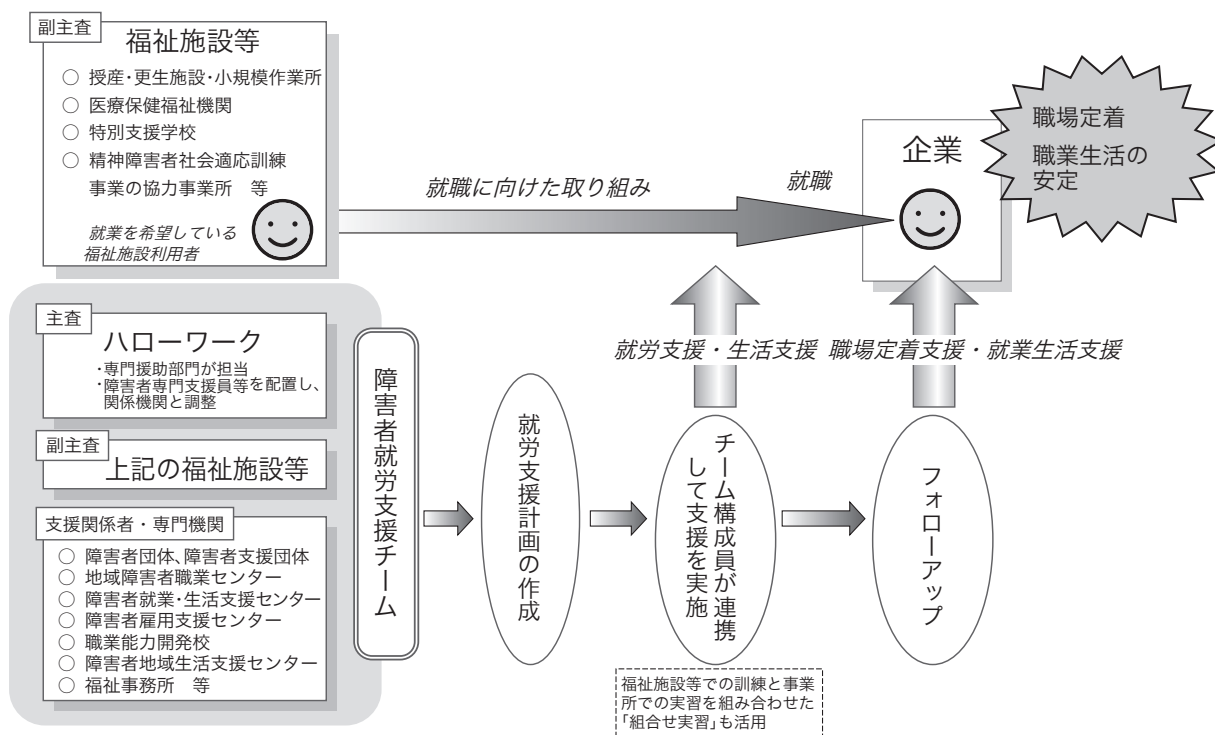 副主査
福祉施設等
○ 授産・更生施設・小規模作業所
○ 医療保健福祉機関
○ 特別支援学校
○ 精神障害者社会適応訓練
事業の協力事業所　等
就業を希望している
福祉施設利用者
就職に向けた取り組み
就職
企業
職場定着
職業生活の
安定
主査
ハローワーク
・専門援助部門が担当
・障害者専門支援員等を配置し、
関係機関と調整
副主査
上記の福祉施設等
支援関係者・専門機関
○ 障害者団体、障害者支援団体
○ 地域障害者職業センター
○ 障害者就業・生活支援センター
○ 障害者雇用支援センター
○ 職業能力開発校
○ 障害者地域生活支援センター
○ 福祉事務所　等
障害者就労支援チーム
就労支援計画の作成
就労支援・生活支援
チーム構成員が連携
して支援を実施
福祉施設等での訓練と事業
所での実習を組み合わせた
「組合せ実習」も活用
職場定着支援・就業生活支援
フォローアップ